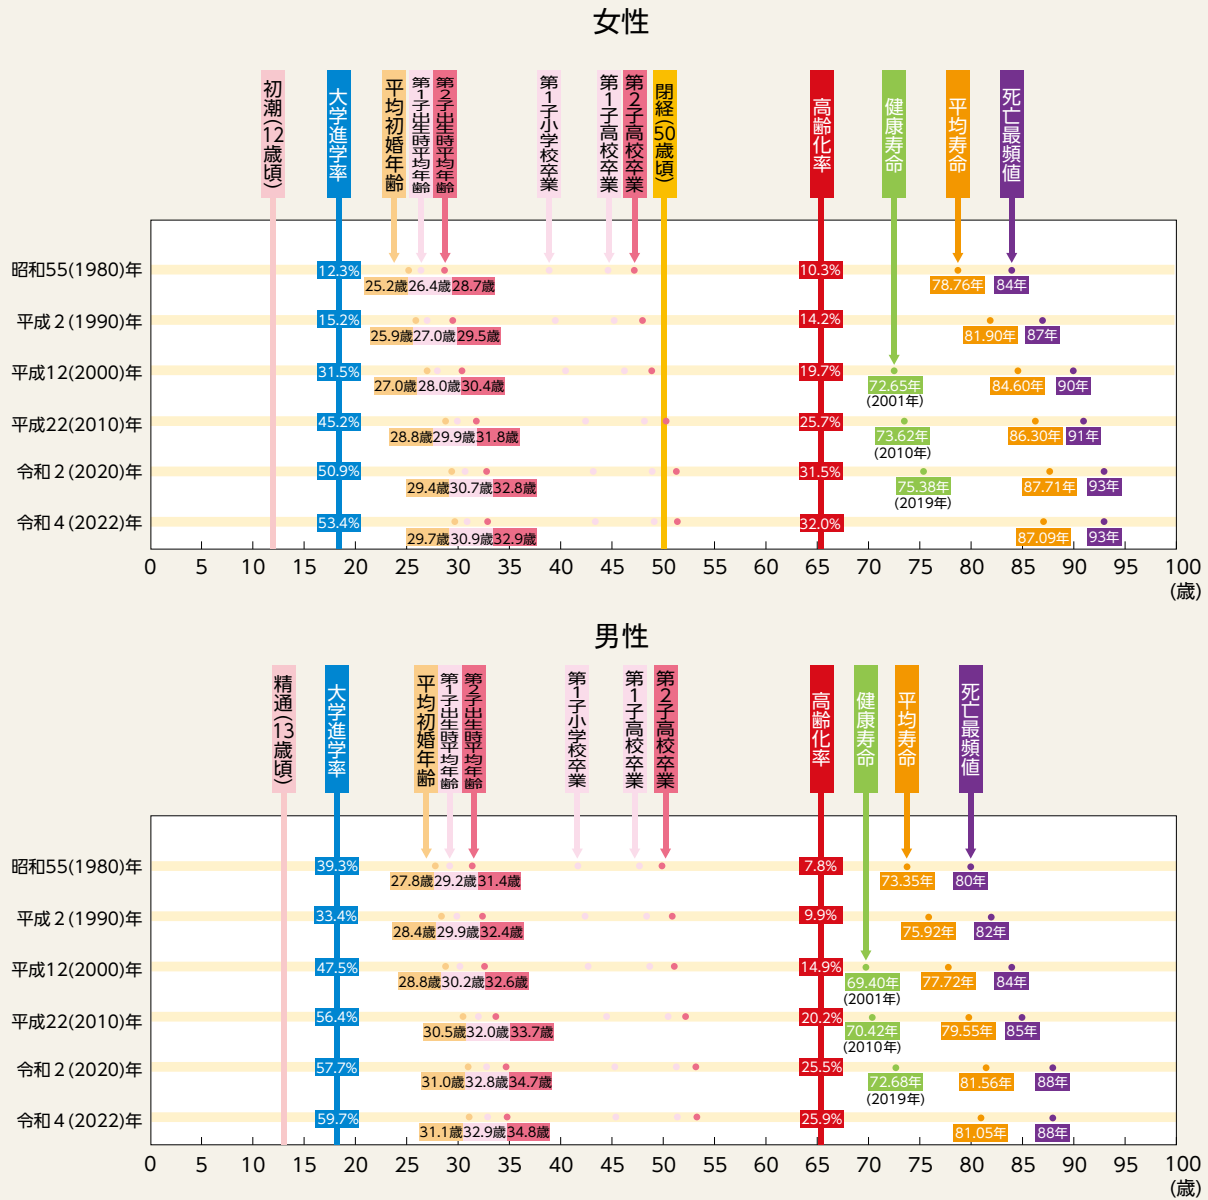 女性
初潮(12歳頃)
大学進学率
平均初婚年齢
第1子出生時平均年齢
第2子出生時平均年齢
第1子小学校卒業
第1子高校卒業
第2子高校卒業
閉経(50歳頃)
高齢化率
健康寿命
平均寿命
死亡最頻値
昭和55(1980)年 12.3% 10.3%
25.2歳 26.4歳 28.7歳 78.76年 84年
平成2(1990)年 15.2% 14.2%
25.9歳 27.0歳 29.5歳 81.90年 87年
平成12(2000)年 31.5% 19.7%
27.0歳 28.0歳 30.4歳 72.65年 84.60年 90年
(2001年)
平成22(2010)年 45.2% 25.7%
28.8歳 29.9歳 31.8歳 73.62年 86.30年 91年
(2010年)
令和2(2020)年 50.9% 31.5%
29.4歳 30.7歳 32.8歳 75.38年 87.71年 93年
(2019年)
令和4(2022)年 53.4% 32.0%
29.7歳 30.9歳 32.9歳 87.09年 93年
0 5 10 15 20 25 30 35 40 45 50 55 60 65 70 75 80 85 90 95 100
(歳)
男性
精通(13歳頃)
大学進学率
平均初婚年齢
第1子出生時平均年齢
第2子出生時平均年齢
第1子小学校卒業
第1子高校卒業
第2子高校卒業
高齢化率
健康寿命
平均寿命
死亡最頻値
昭和55(1980)年 39.3% 7.8%
27.8歳 29.2歳 31.4歳 73.35年 80年
平成2(1990)年 33.4% 9.9%
28.4歳 29.9歳 32.4歳 75.92年 82年
平成12(2000)年 47.5% 14.9%
28.8歳 30.2歳 32.6歳 69.40年 77.72年 84年
(2001年)
平成22(2010)年 56.4% 20.2%
30.5歳 32.0歳 33.7歳 70.42年 79.55年 85年
(2010年)
令和2(2020)年 57.7% 25.5%
31.0歳 32.8歳 34.7歳 72.68年 81.56年 88年
(2019年)
令和4(2022)年 59.7% 25.9%
31.1歳 32.9歳 34.8歳 81.05年 88年
0 5 10 15 20 25 30 35 40 45 50 55 60 65 70 75 80 85 90 95 100
(歳)